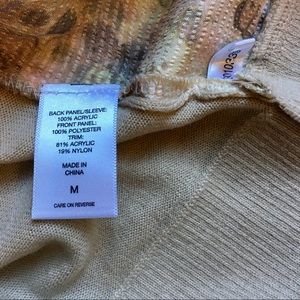 BACK PANEL/SLEEVE:
100% ACRYLIC
FRONT PANEL:
100% POLYESTER
TRIM:
81% ACRYLIC
19% NYLON
MADE IN
CHINA
M
CARE ON REVERSE